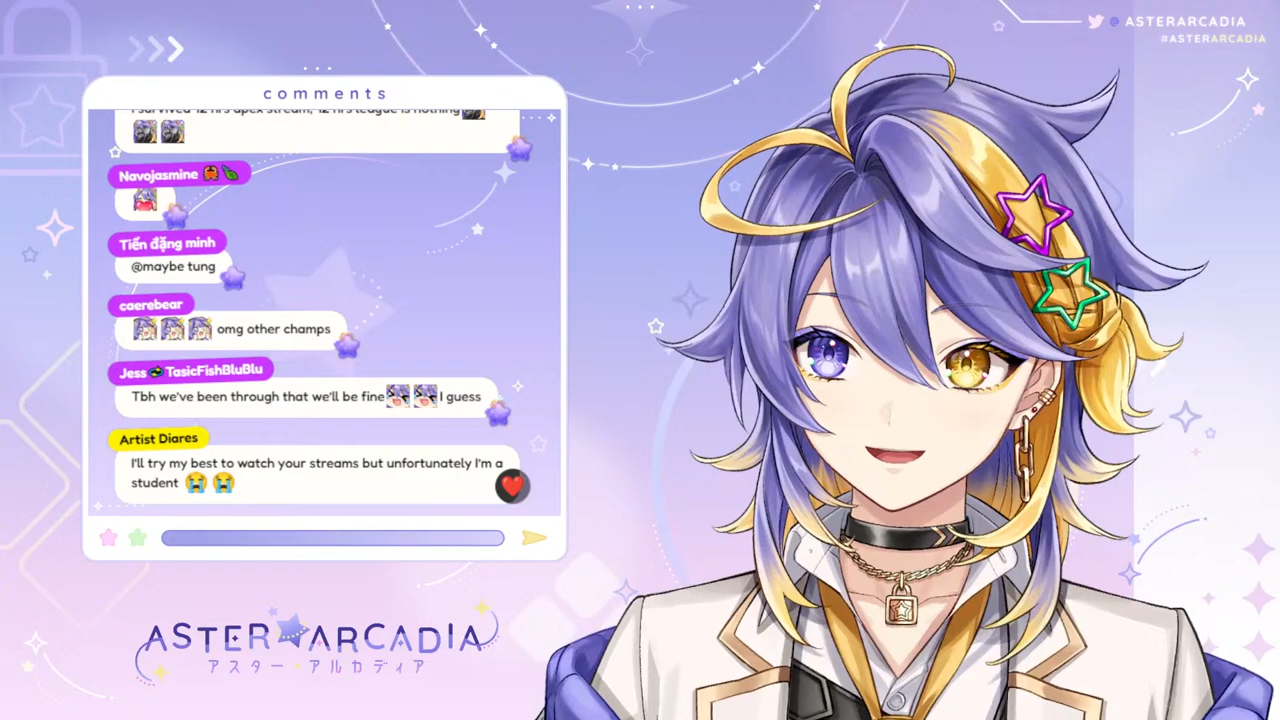 @ ASTERARCADIA
#ASTERARCADIA
comments
I survived 12 hrs apex stream, 12 hrs league is nothing
Navojasmine
Tiến đặng minh
@maybe tung
caerebear
omg other champs
Jess TasicFishBluBlu
Tbh we've been through that we'll be fine I guess
Artist Diares
I'll try my best to watch your streams but unfortunately I'm a
student
ASTER ARCADIA
アスター・アルカディア